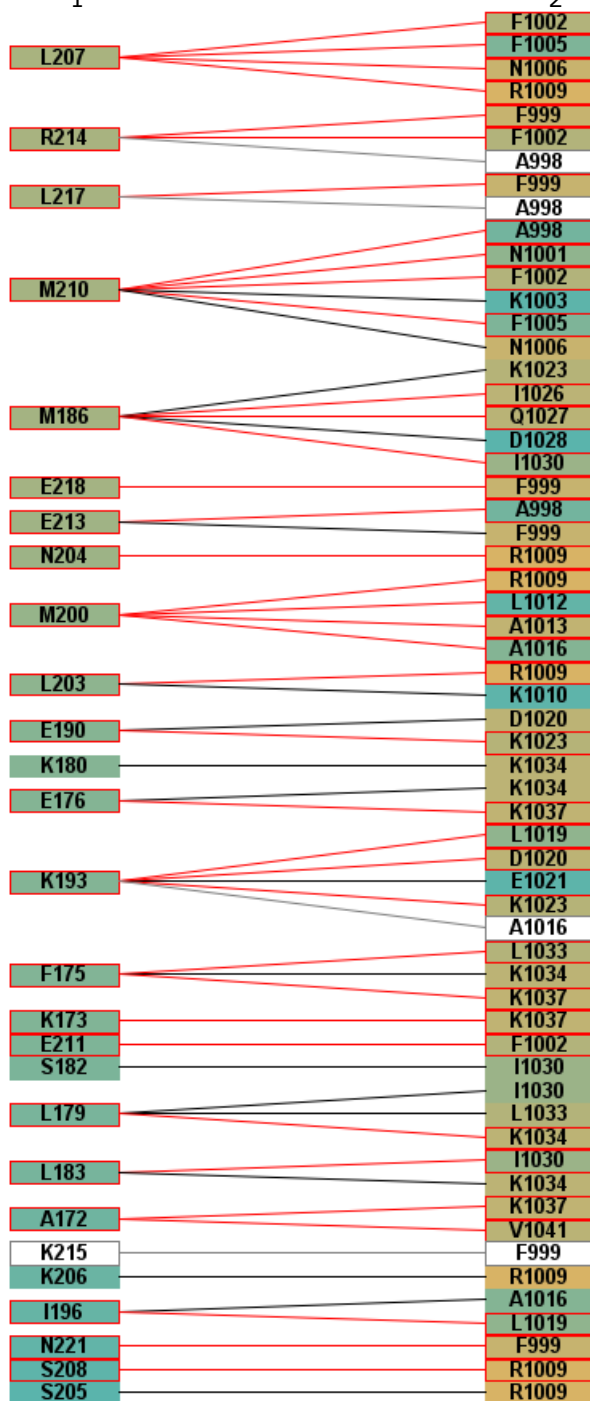 1 2
F1002
F1005
L207
N1006
R1009
F999
R214 F1002
A998
F999
L217
A998
A998
N1001
F1002
M210
K1003
F1005
N1006
K1023
I1026
M186 Q1027
D1028
I1030
E218 F999
A998
E213
F999
N204 R1009
R1009
L1012
M200
A1013
A1016
R1009
L203
K1010
D1020
E190
K1023
K180 K1034
K1034
E176
K1037
L1019
D1020
K193 E1021
K1023
A1016
L1033
F175 K1034
K1037
K173 K1037
E211 F1002
S182 I1030
I1030
L179 L1033
K1034
I1030
L183
K1034
K1037
A172
V1041
K215 F999
K206 R1009
A1016
I196
L1019
N221 F999
S208 R1009
S205 R1009